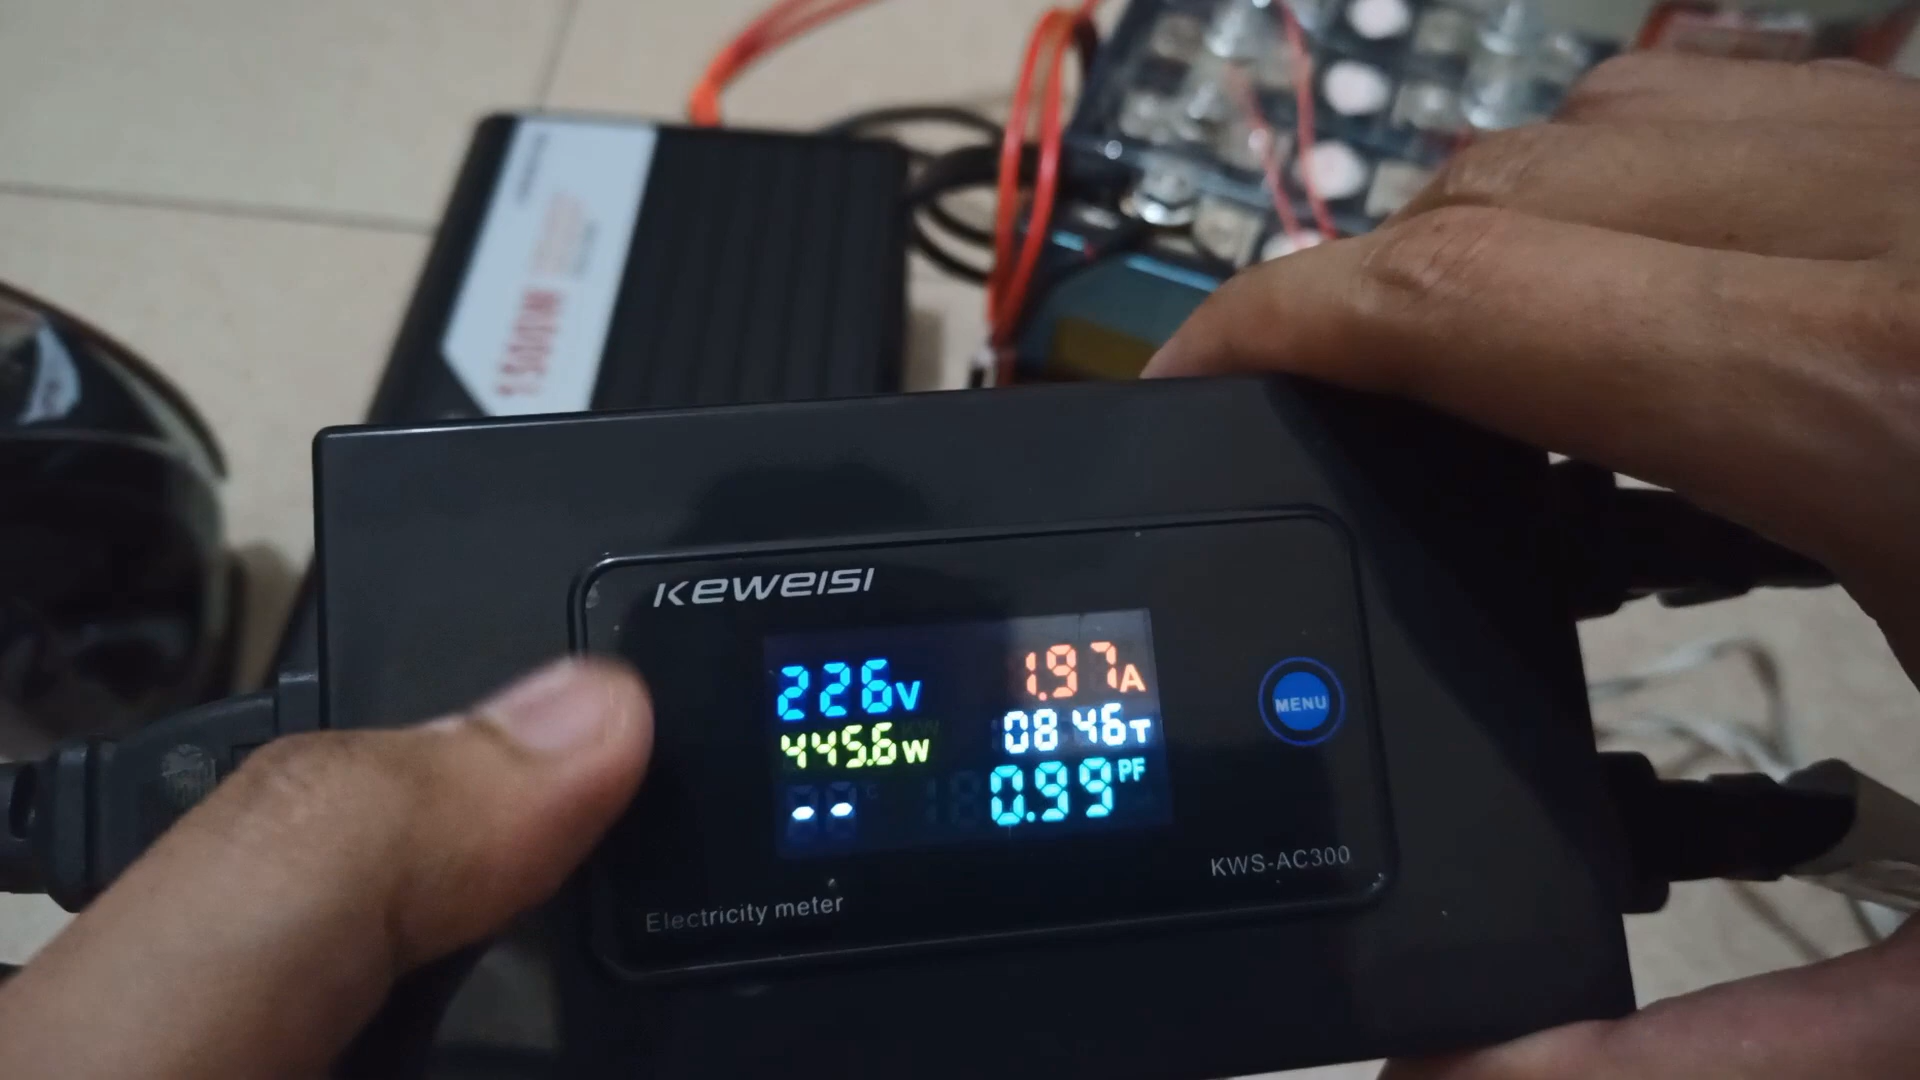 1500W
KEWEISI
226V 1.97A
445.6W 08 46T
-- 0.99PF
MENU
KWS-AC300
Electricity meter